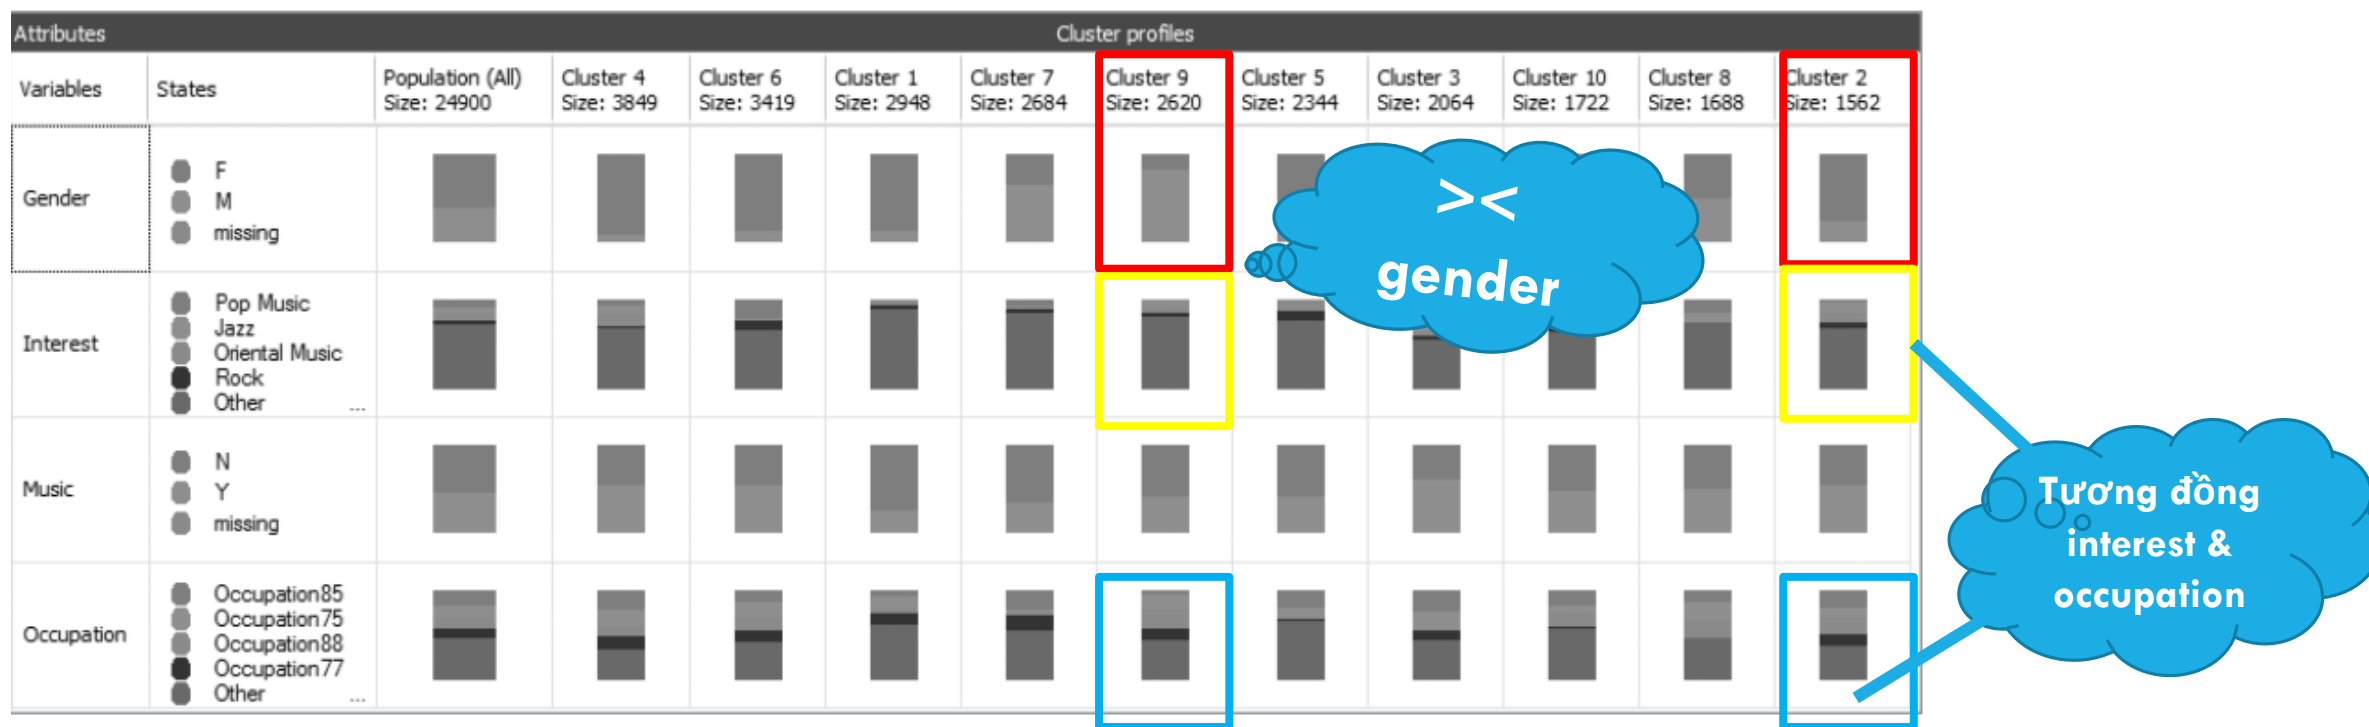 Attributes
Cluster profiles
Variables
States
Population (All)
Size: 24900
Cluster 4
Size: 3849
Cluster 6
Size: 3419
Cluster 1
Size: 2948
Cluster 7
Size: 2684
Cluster 9
Size: 2620
Cluster 5
Size: 2344
Cluster 3
Size: 2064
Cluster 10
Size: 1722
Cluster 8
Size: 1688
Cluster 2
Size: 1562
Gender
F
M
missing
><
gender
Interest
Pop Music
Jazz
Oriental Music
Rock
Other ...
Music
N
Y
missing
Tương đồng
interest &
occupation
Occupation
Occupation85
Occupation75
Occupation88
Occupation77
Other ...